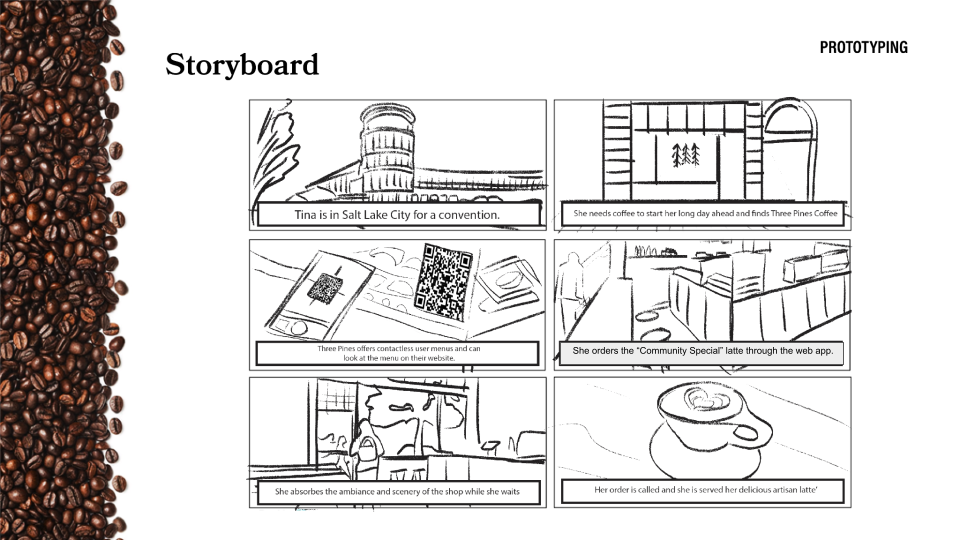 PROTOTYPING
Storyboard
Tina is in Salt Lake City for a convention.
She needs coffee to start her long day ahead and finds Three Pines Coffee
Three Pines offers contactless user menus and can
look at the menu on their website.
She orders the “Community Special” latte through the web app.
She absorbes the ambiance and scenery of the shop while she waits
Her order is called and she is served her delicious artisan latte'